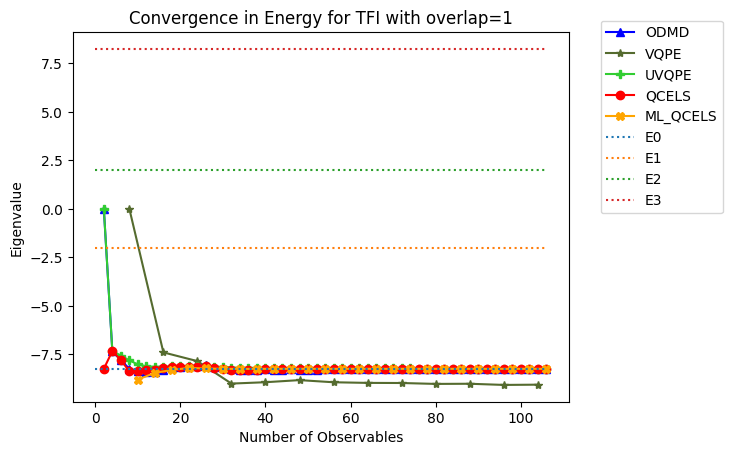 Convergence in Energy for TFI with overlap=1
ODMD
VQPE
UVQPE
QCELS
ML_QCELS
E0
E1
E2
E3
7.5
5.0
2.5
0.0
−2.5
−5.0
−7.5
Eigenvalue
0
20
40
60
80
100
Number of Observables